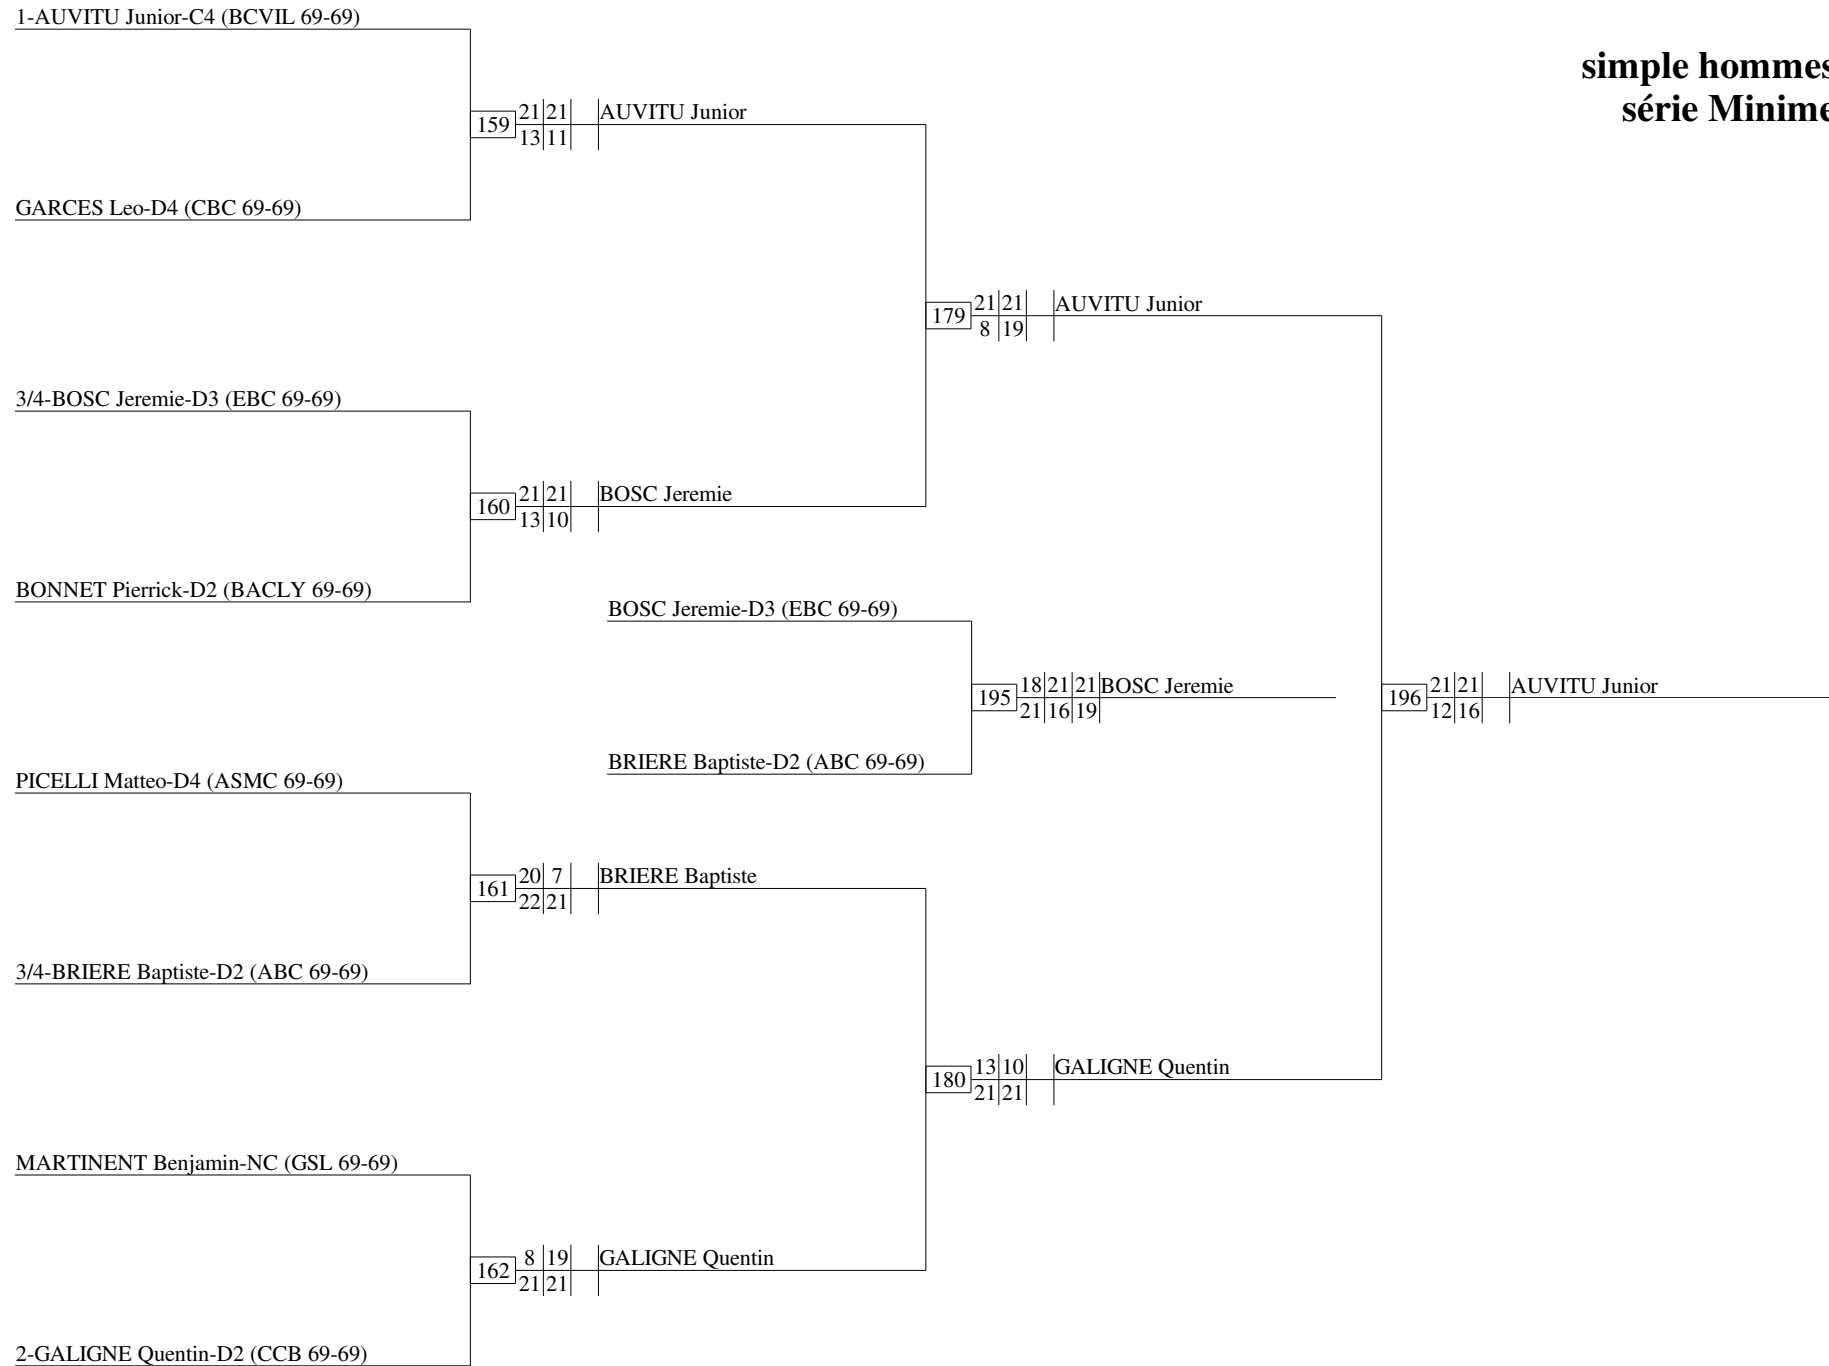 1-AUVITU Junior-C4 (BCVIL 69-69)
simple hommes
série Minime
159
21 21
13 11
AUVITU Junior
GARCES Leo-D4 (CBC 69-69)
179
21 21
8 19
AUVITU Junior
3/4-BOSC Jeremie-D3 (EBC 69-69)
160
21 21
13 10
BOSC Jeremie
BONNET Pierrick-D2 (BACLY 69-69)
BOSC Jeremie-D3 (EBC 69-69)
195
18 21 21
21 16 19
BOSC Jeremie
196
21 21
12 16
AUVITU Junior
BRIERE Baptiste-D2 (ABC 69-69)
PICELLI Matteo-D4 (ASMC 69-69)
161
20 7
22 21
BRIERE Baptiste
3/4-BRIERE Baptiste-D2 (ABC 69-69)
180
13 10
21 21
GALIGNE Quentin
MARTINENT Benjamin-NC (GSL 69-69)
162
8 19
21 21
GALIGNE Quentin
2-GALIGNE Quentin-D2 (CCB 69-69)